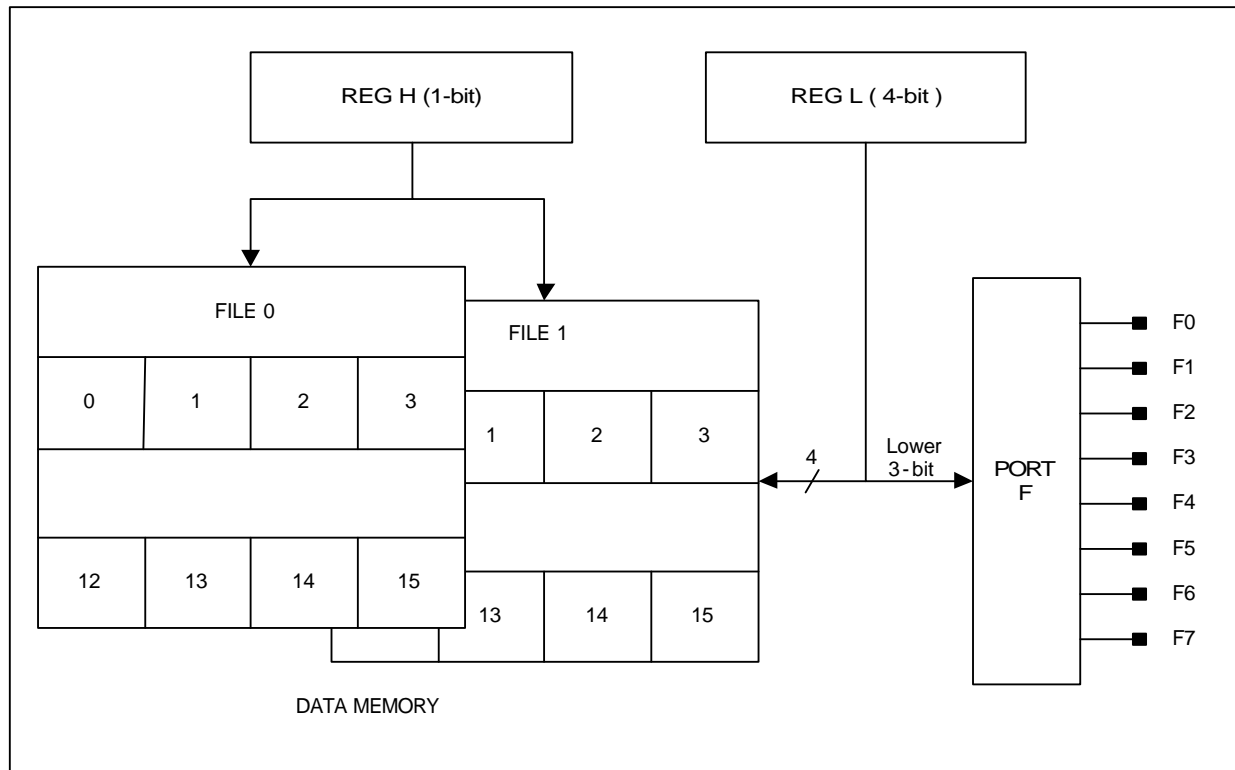 REG H (1-bit)
REG L ( 4-bit )
FILE 0
FILE 1
0 1 2 3
1 2 3
4
Lower
3-bit
PORT
F
F0
F1
F2
F3
F4
F5
F6
F7
12 13 14 15
13 14 15
DATA MEMORY